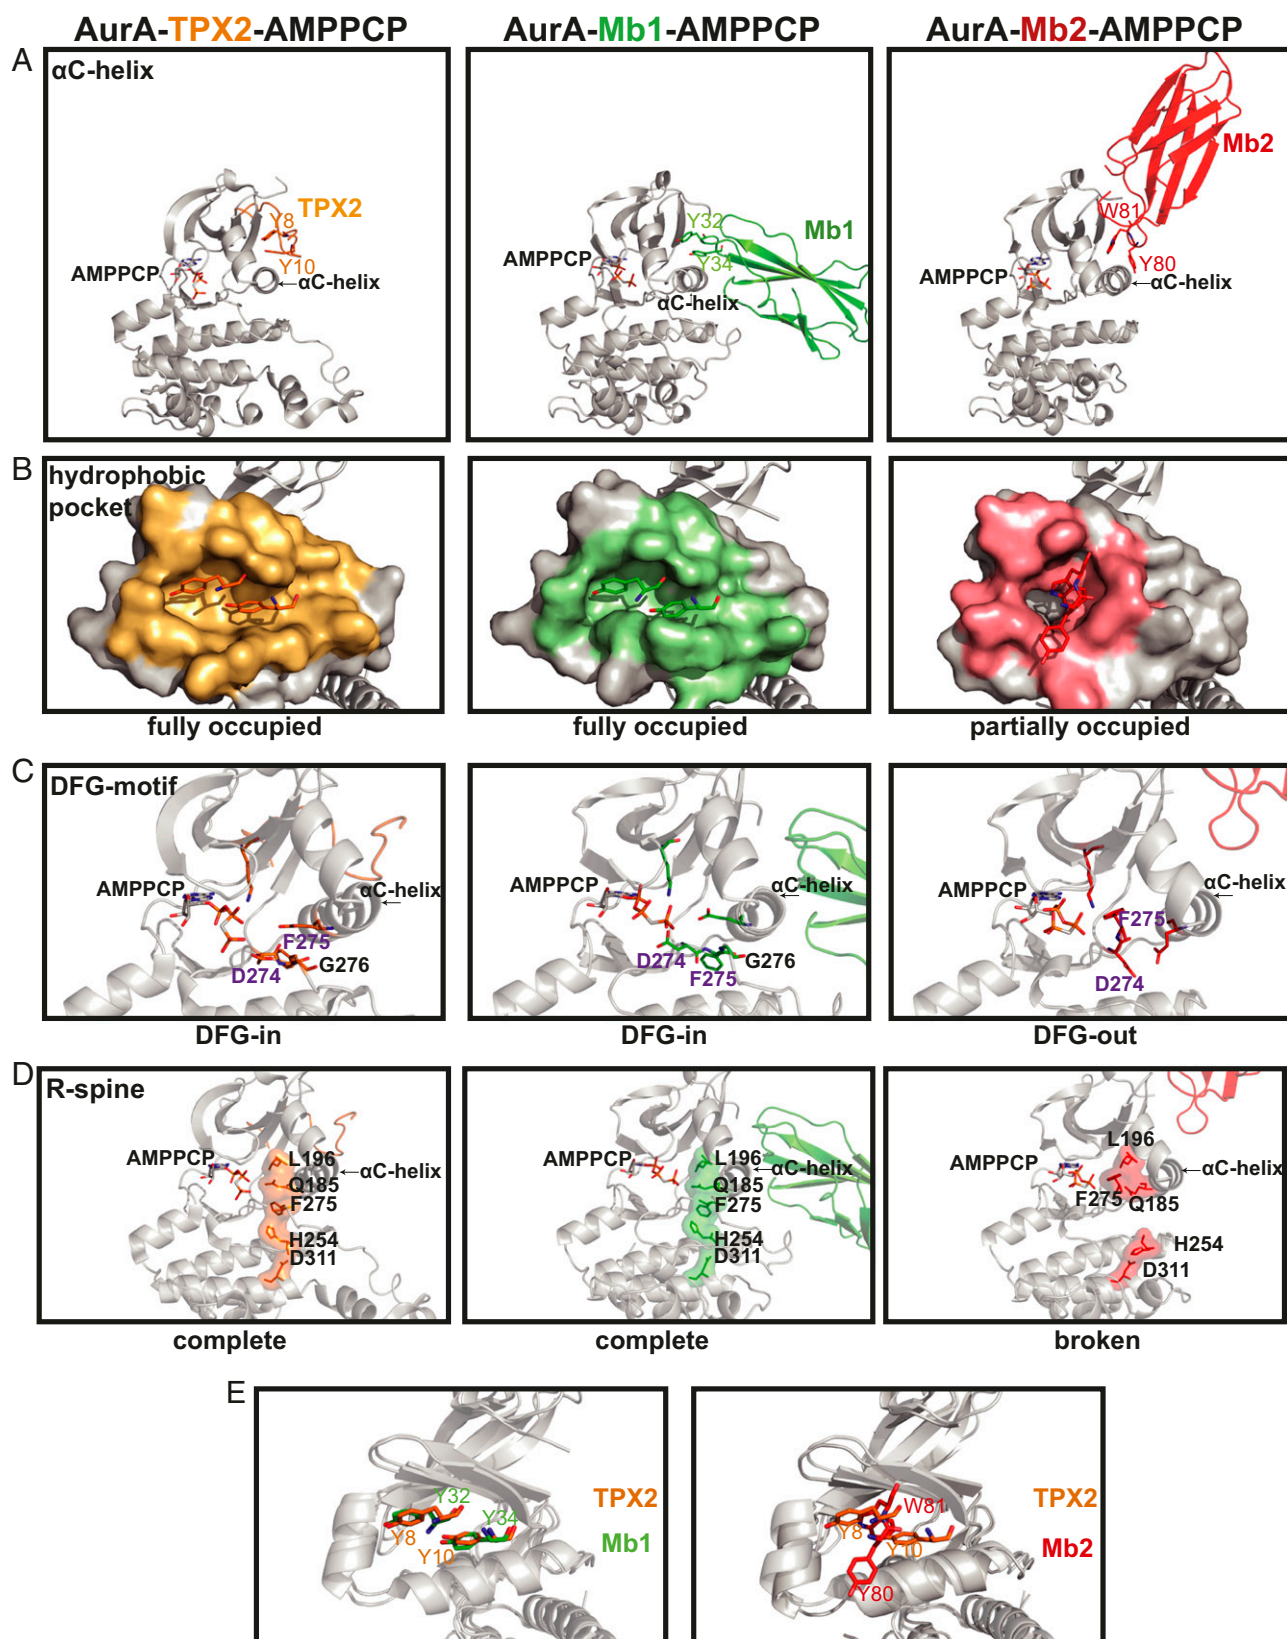 AurA-TPX2-AMPPCP
AurA-Mb1-AMPPCP
AurA-Mb2-AMPPCP
A
αC-helix
TPX2
Y8
Y10
AMPPCP
αC-helix
Y32
Mb1
Y34
AMPPCP
αC-helix
Mb2
W81
Y80
AMPPCP
αC-helix
B
hydrophobic
pocket
fully occupied
fully occupied
partially occupied
C
DFG-motif
AMPPCP
αC-helix
F275
D274
G276
DFG-in
AMPPCP
αC-helix
D274
G276
F275
DFG-in
AMPPCP
αC-helix
F275
D274
DFG-out
D
R-spine
AMPPCP
L196
αC-helix
Q185
F275
H254
D311
complete
AMPPCP
L196
αC-helix
Q185
F275
H254
D311
complete
L196
AMPPCP
αC-helix
F275
Q185
H254
D311
broken
E
Y32
TPX2
Y34
Y8
Mb1
Y10
W81
TPX2
Y8
Y10
Mb2
Y80